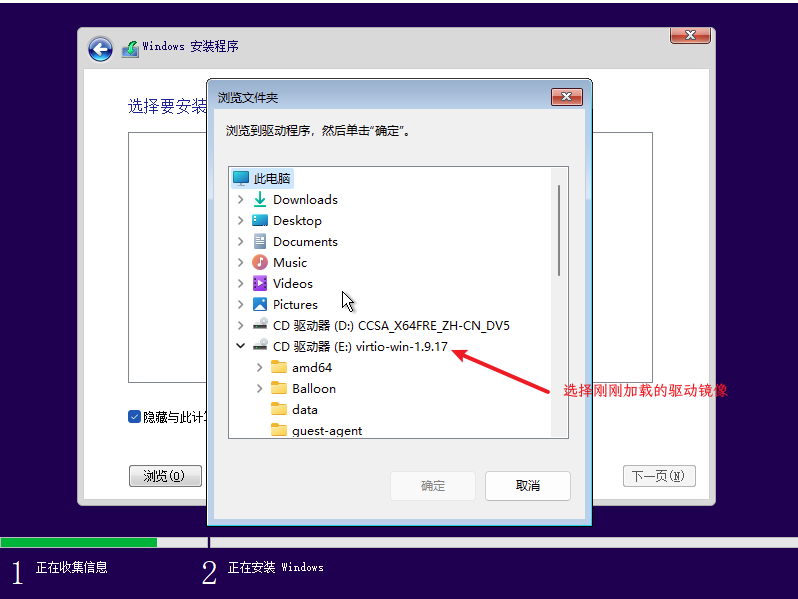 Windows 安装程序
选择要安装
浏览文件夹
浏览到驱动程序，然后单击“确定”。
此电脑
Downloads
Desktop
Documents
Music
Videos
Pictures
CD 驱动器 (D:) CCSA_X64FRE_ZH-CN_DV5
CD 驱动器 (E:) virtio-win-1.9.17
amd64
Balloon
data
guest-agent
选择刚刚加载的驱动镜像
隐藏与此计
浏览(O)
确定
取消
下一页(N)
1 正在收集信息
2 正在安装 Windows